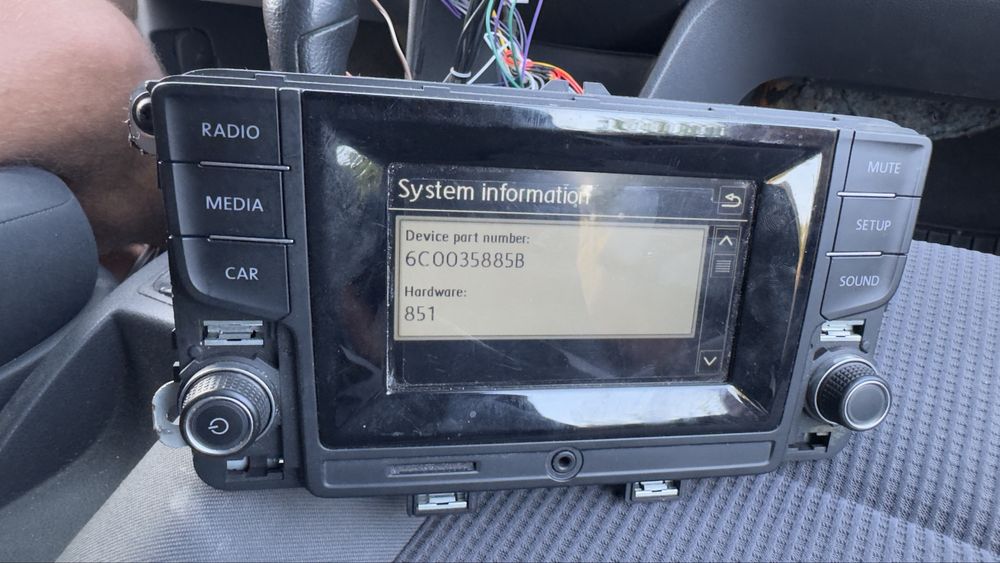 RADIO
MEDIA
CAR
System information
Device part number:
6C0035885B
Hardware:
851
MUTE
SETUP
SOUND